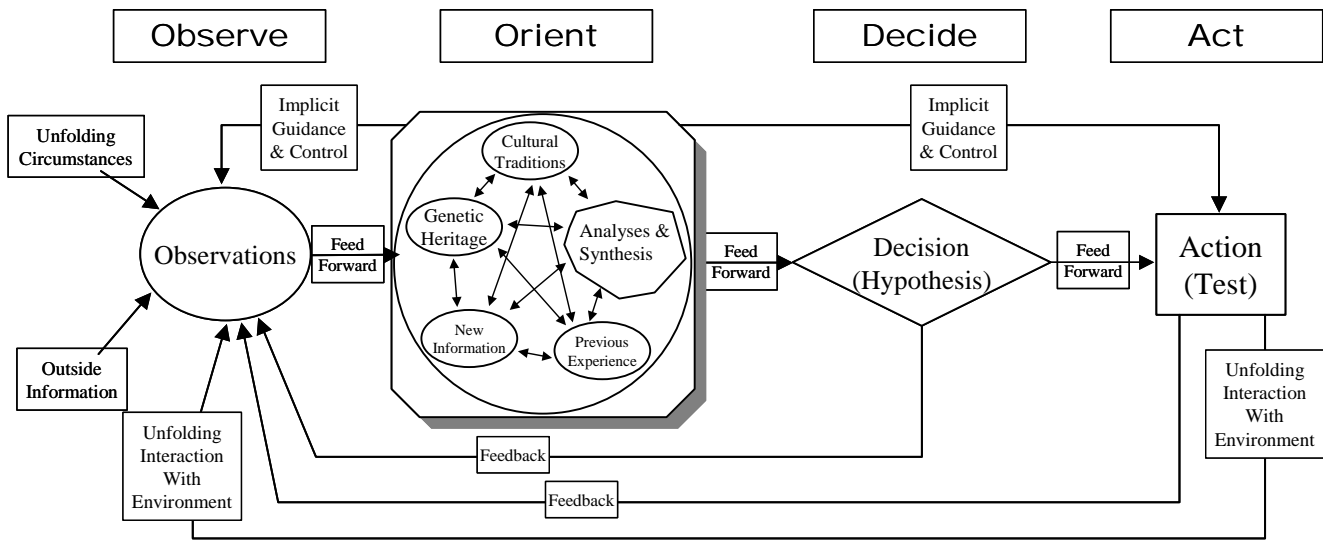 Observe
Orient
Decide
Act
Implicit
Guidance
& Control
Implicit
Guidance
& Control
Unfolding
Circumstances
Cultural
Traditions
Genetic
Heritage
Analyses &
Synthesis
New
Information
Previous
Experience
Observations
Feed
Forward
Feed
Forward
Decision
(Hypothesis)
Feed
Forward
Action
(Test)
Outside
Information
Unfolding
Interaction
With
Environment
Unfolding
Interaction
With
Environment
Feedback
Feedback